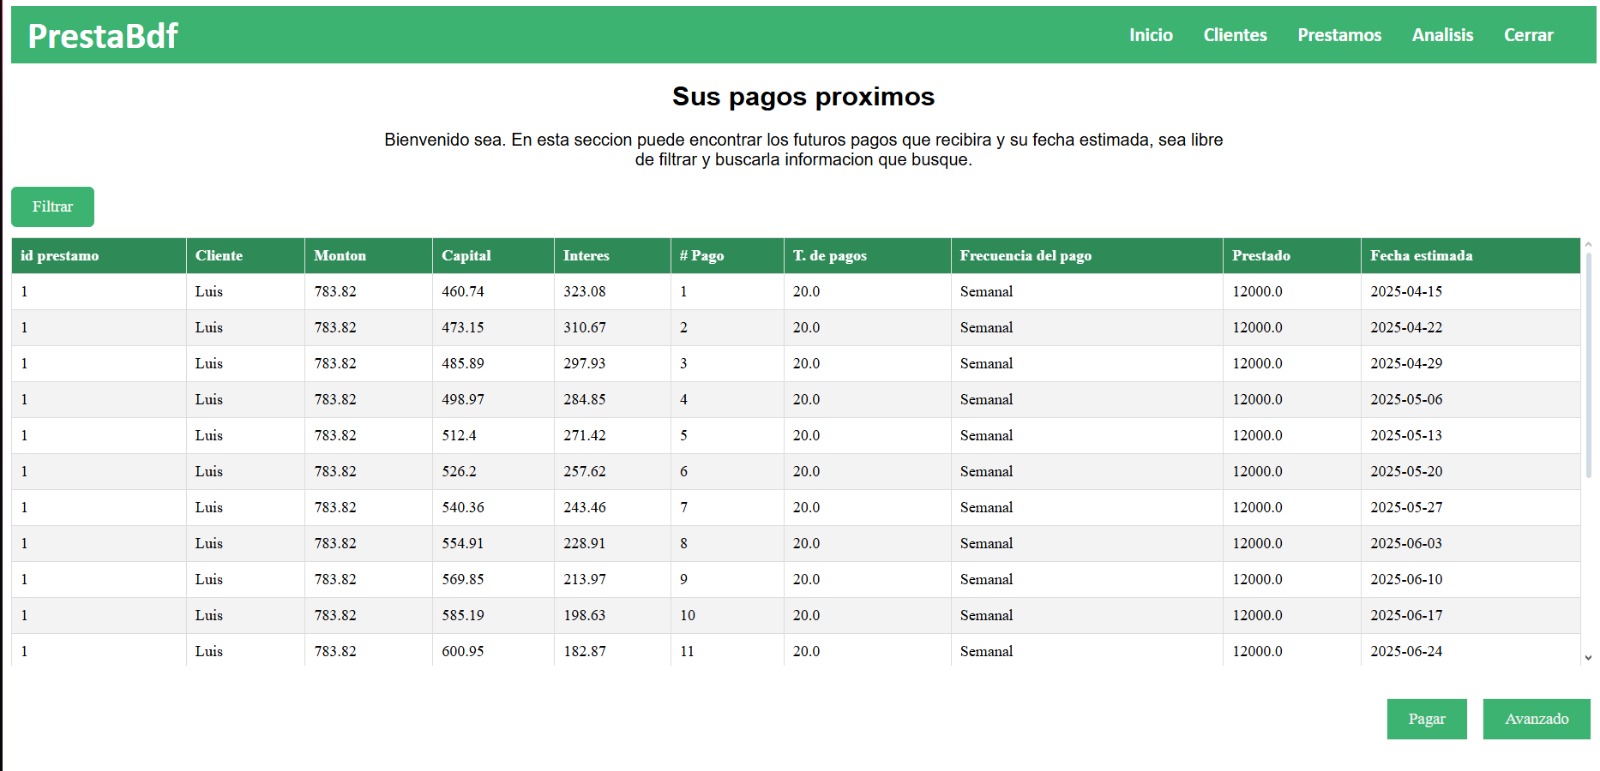 PrestaBdf Inicio Clientes Prestamos Analisis Cerrar
Sus pagos proximos
Bienvenido sea. En esta seccion puede encontrar los futuros pagos que recibira y su fecha estimada, sea libre
de filtrar y buscarla informacion que busque.
Filtrar
id prestamo Cliente Monton Capital Interes # Pago T. de pagos Frecuencia del pago Prestado Fecha estimada
1 Luis 783.82 460.74 323.08 1 20.0 Semanal 12000.0 2025-04-15
1 Luis 783.82 473.15 310.67 2 20.0 Semanal 12000.0 2025-04-22
1 Luis 783.82 485.89 297.93 3 20.0 Semanal 12000.0 2025-04-29
1 Luis 783.82 498.97 284.85 4 20.0 Semanal 12000.0 2025-05-06
1 Luis 783.82 512.4 271.42 5 20.0 Semanal 12000.0 2025-05-13
1 Luis 783.82 526.2 257.62 6 20.0 Semanal 12000.0 2025-05-20
1 Luis 783.82 540.36 243.46 7 20.0 Semanal 12000.0 2025-05-27
1 Luis 783.82 554.91 228.91 8 20.0 Semanal 12000.0 2025-06-03
1 Luis 783.82 569.85 213.97 9 20.0 Semanal 12000.0 2025-06-10
1 Luis 783.82 585.19 198.63 10 20.0 Semanal 12000.0 2025-06-17
1 Luis 783.82 600.95 182.87 11 20.0 Semanal 12000.0 2025-06-24
Pagar Avanzado